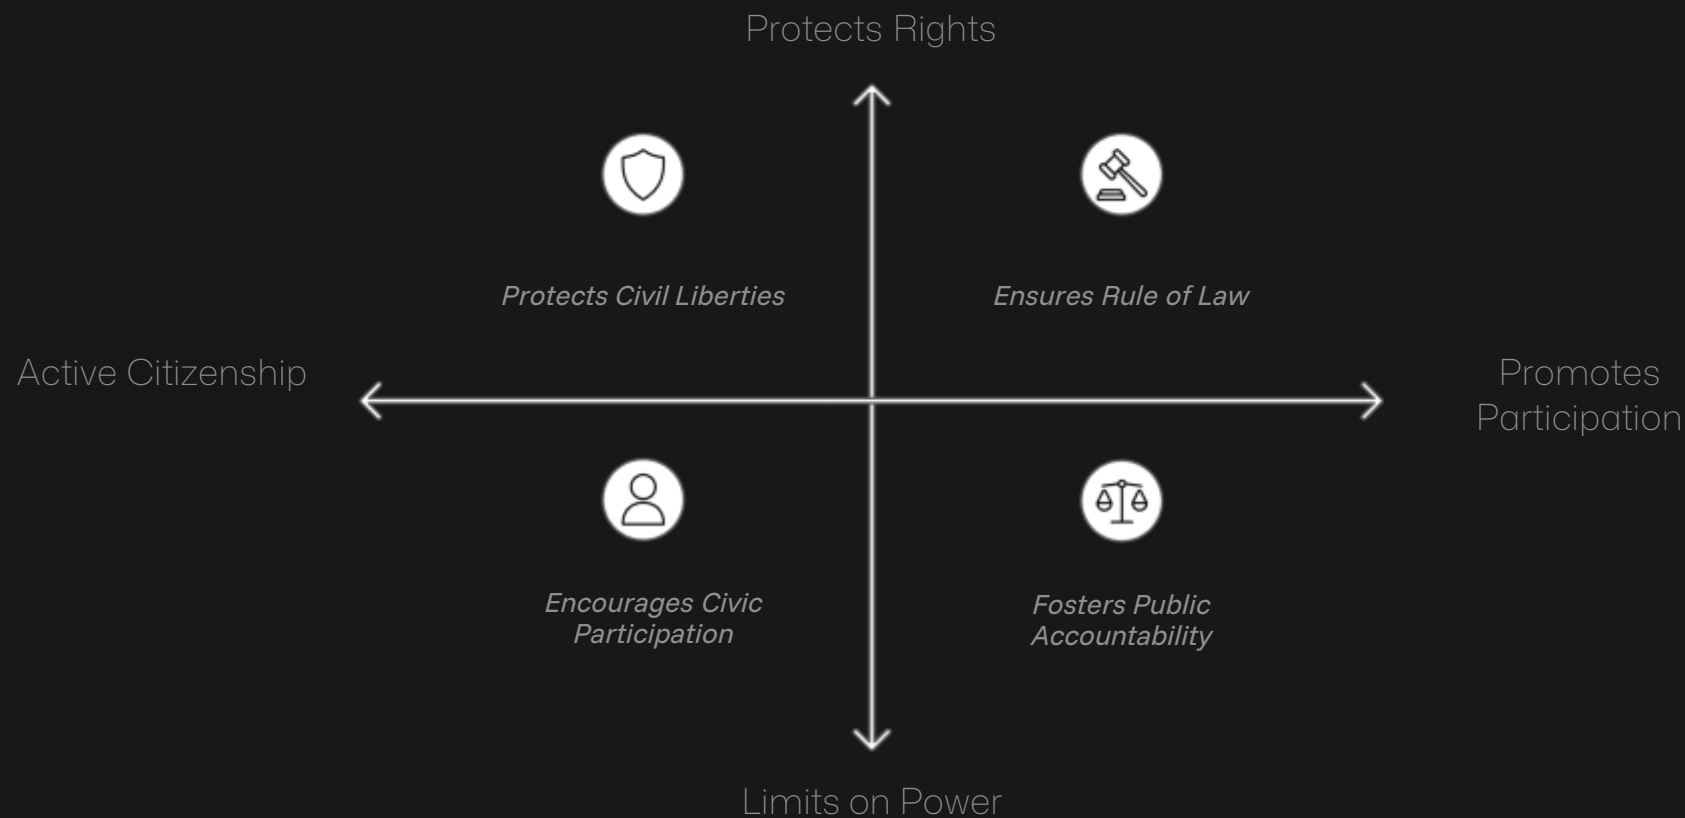 Protects Rights
Protects Civil Liberties
Ensures Rule of Law
Active Citizenship
Promotes
Participation
Encourages Civic
Participation
Fosters Public
Accountability
Limits on Power